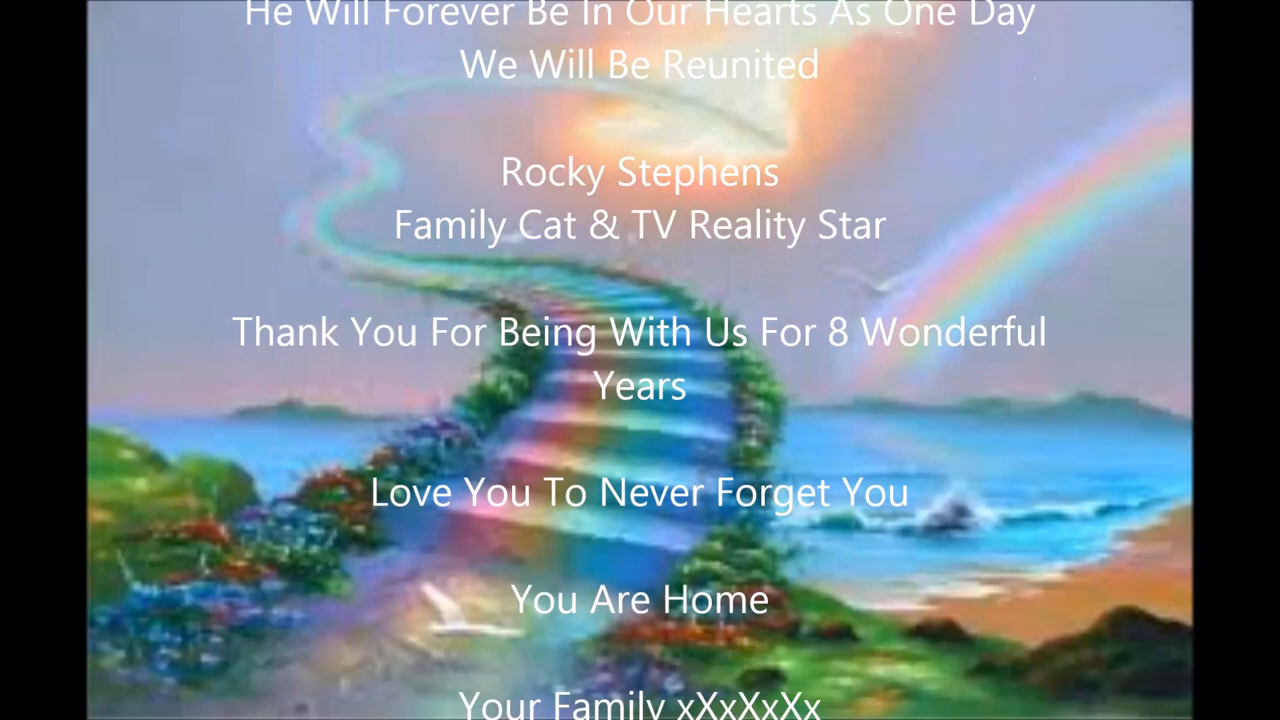 He Will Forever Be In Our Hearts As One Day
We Will Be Reunited
Rocky Stephens
Family Cat & TV Reality Star
Thank You For Being With Us For 8 Wonderful
Years
Love You To Never Forget You
You Are Home
Your Family xXxXxXx